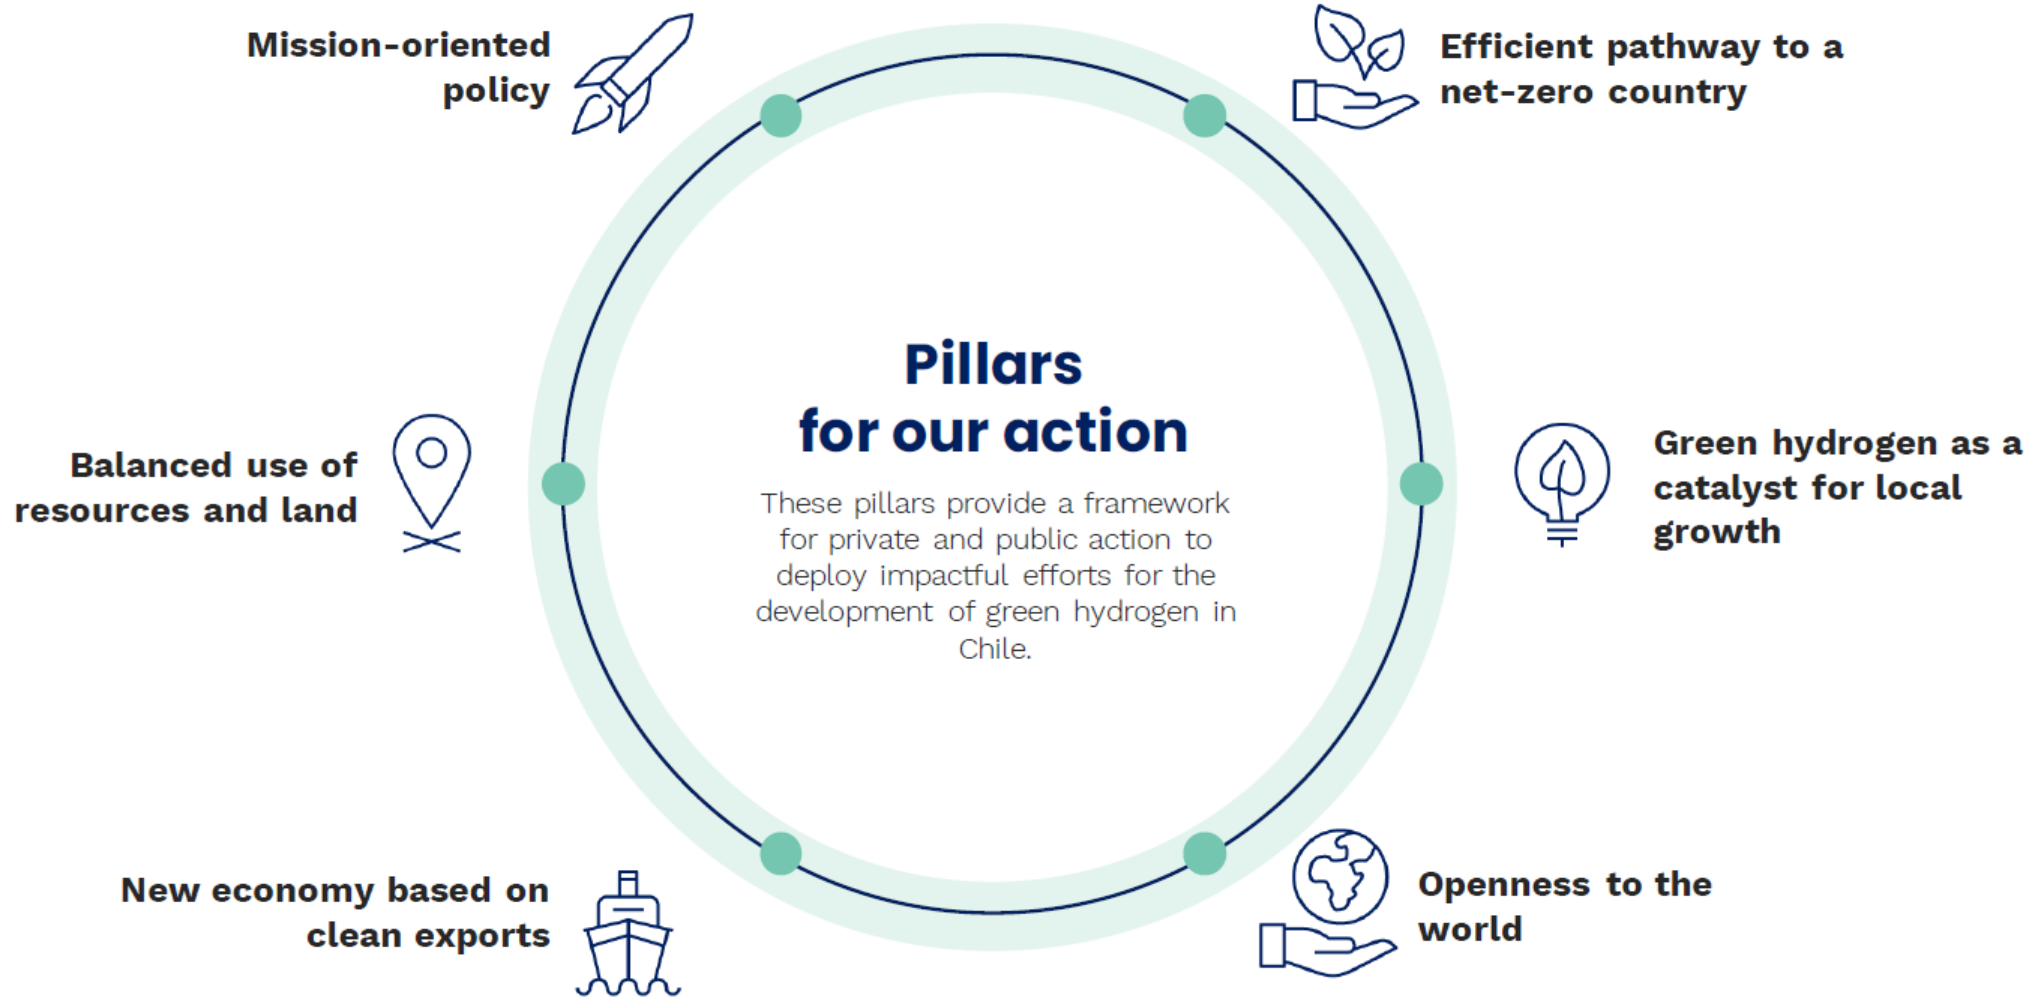 Mission-oriented
policy
Efficient pathway to a
net-zero country
Pillars
for our action
These pillars provide a framework
for private and public action to
deploy impactful efforts for the
development of green hydrogen in
Chile.
Balanced use of
resources and land
Green hydrogen as a
catalyst for local
growth
New economy based on
clean exports
Openness to the
world